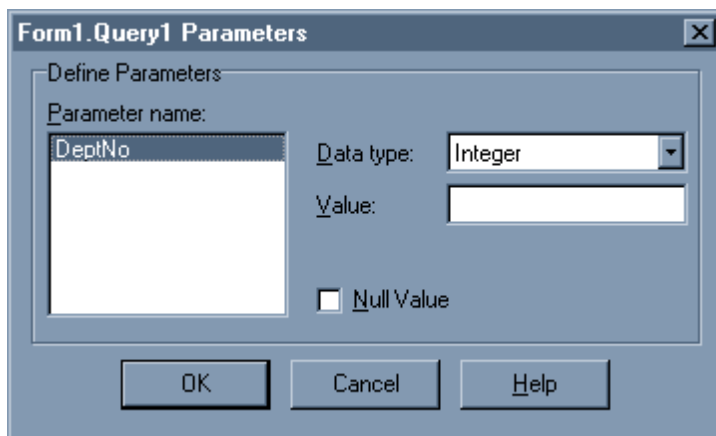 Form1.Query1 Parameters
Define Parameters
Parameter name:
DeptNo
Data type:
Integer
Value:
Null Value
OK
Cancel
Help